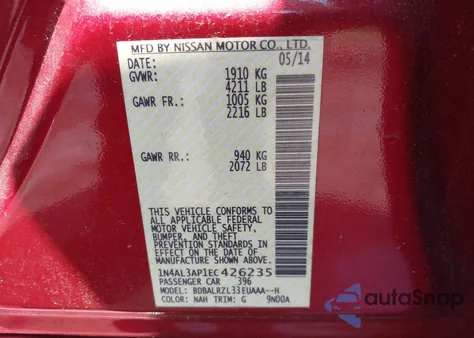 MFD BY NISSAN MOTOR CO., LTD.
DATE: 05/14
GVWR: 1910 KG
4211 LB
GAWR FR.: 1005 KG
2216 LB
GAWR RR.: 940 KG
2072 LB
THIS VEHICLE CONFORMS TO
ALL APPLICABLE FEDERAL
MOTOR VEHICLE SAFETY,
BUMPER, AND THEFT
PREVENTION STANDARDS IN
EFFECT ON THE DATE OF
MANUFACTURE SHOWN ABOVE.
1N4AL3AP1EC426235
PASSENGER CAR 396
MODEL: BDBALRZL33EUAAA--H
COLOR: NAH TRIM: G 9N00A
autoSnap